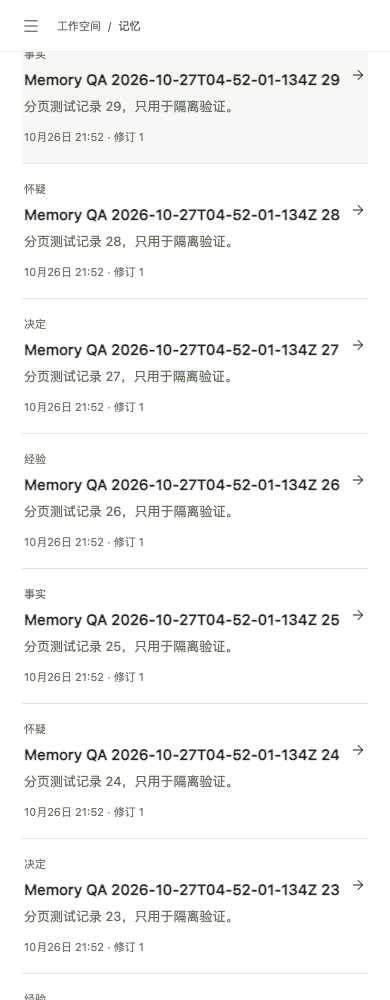 工作空间 / 记忆
事实
Memory QA 2026-10-27T04-52-01-134Z 29
分页测试记录 29，只用于隔离验证。
10月26日 21:52 · 修订 1
怀疑
Memory QA 2026-10-27T04-52-01-134Z 28
分页测试记录 28，只用于隔离验证。
10月26日 21:52 · 修订 1
决定
Memory QA 2026-10-27T04-52-01-134Z 27
分页测试记录 27，只用于隔离验证。
10月26日 21:52 · 修订 1
经验
Memory QA 2026-10-27T04-52-01-134Z 26
分页测试记录 26，只用于隔离验证。
10月26日 21:52 · 修订 1
事实
Memory QA 2026-10-27T04-52-01-134Z 25
分页测试记录 25，只用于隔离验证。
10月26日 21:52 · 修订 1
怀疑
Memory QA 2026-10-27T04-52-01-134Z 24
分页测试记录 24，只用于隔离验证。
10月26日 21:52 · 修订 1
决定
Memory QA 2026-10-27T04-52-01-134Z 23
分页测试记录 23，只用于隔离验证。
10月26日 21:52 · 修订 1
经验